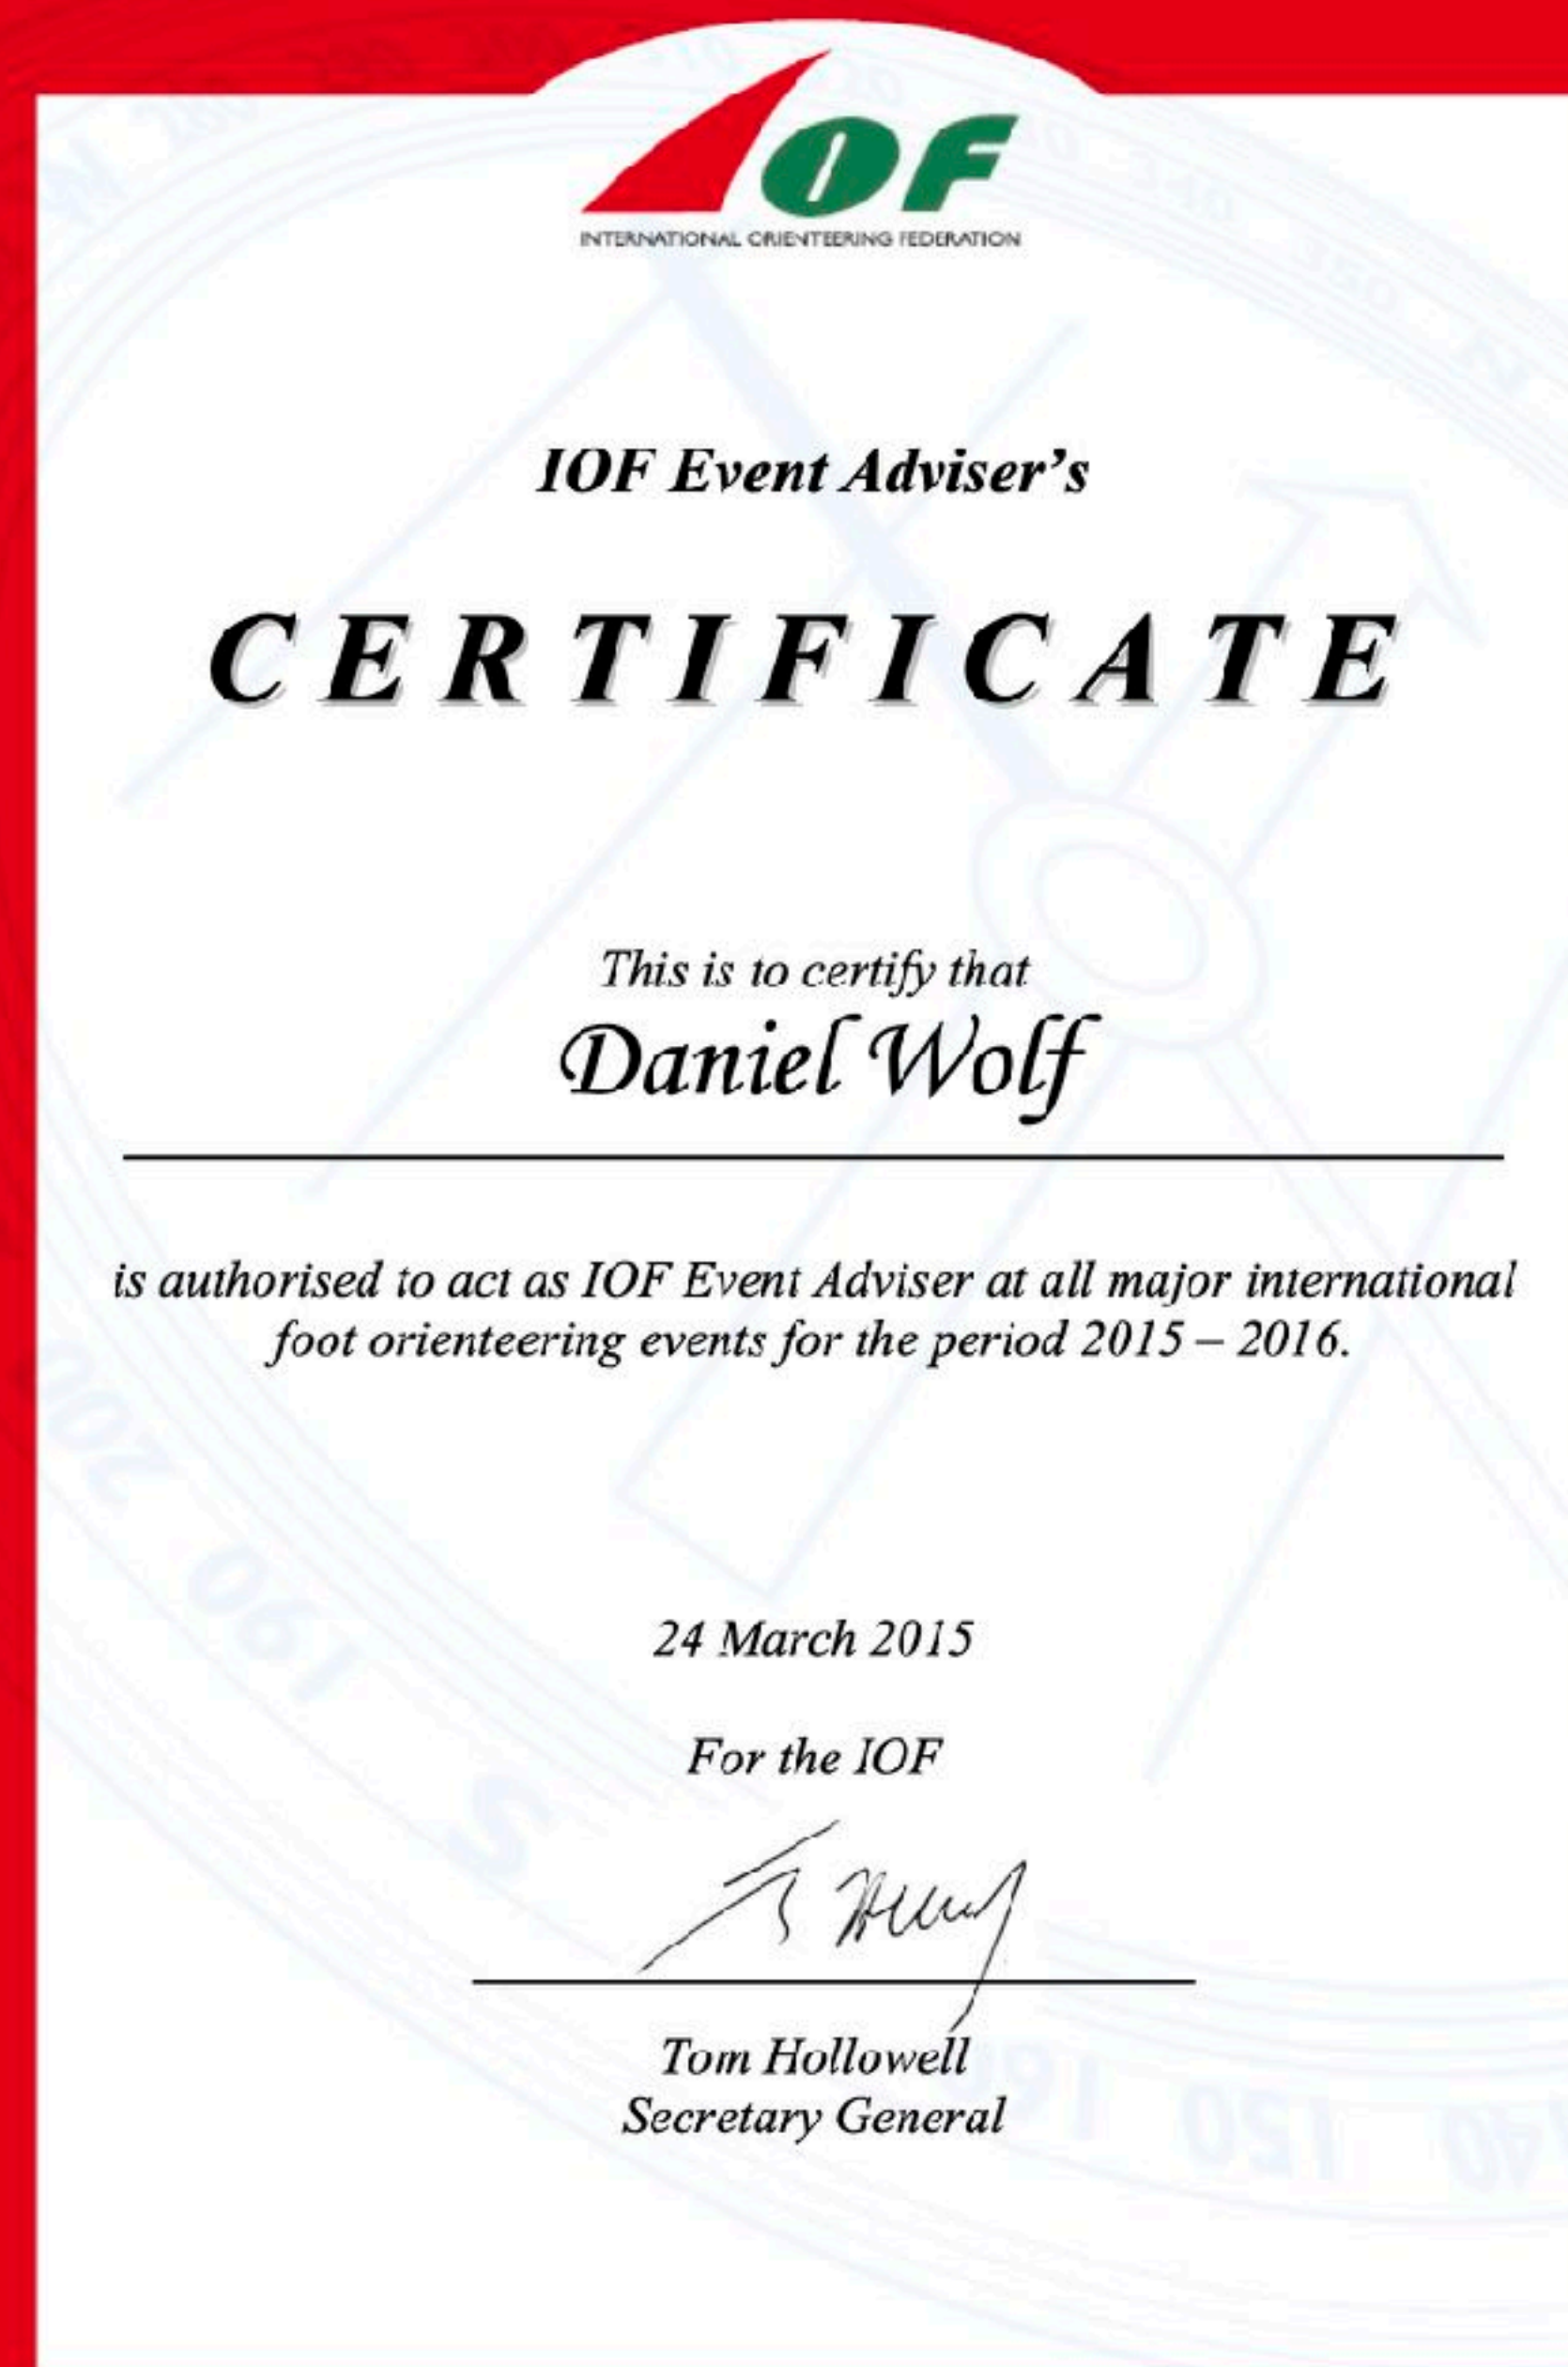 IOF
INTERNATIONAL ORIENTEERING FEDERATION
IOF Event Adviser's
CERTIFICATE
This is to certify that
Daniel Wolf
is authorised to act as IOF Event Adviser at all major international
foot orienteering events for the period 2015 – 2016.
24 March 2015
For the IOF
Tom Hollowell
Secretary General